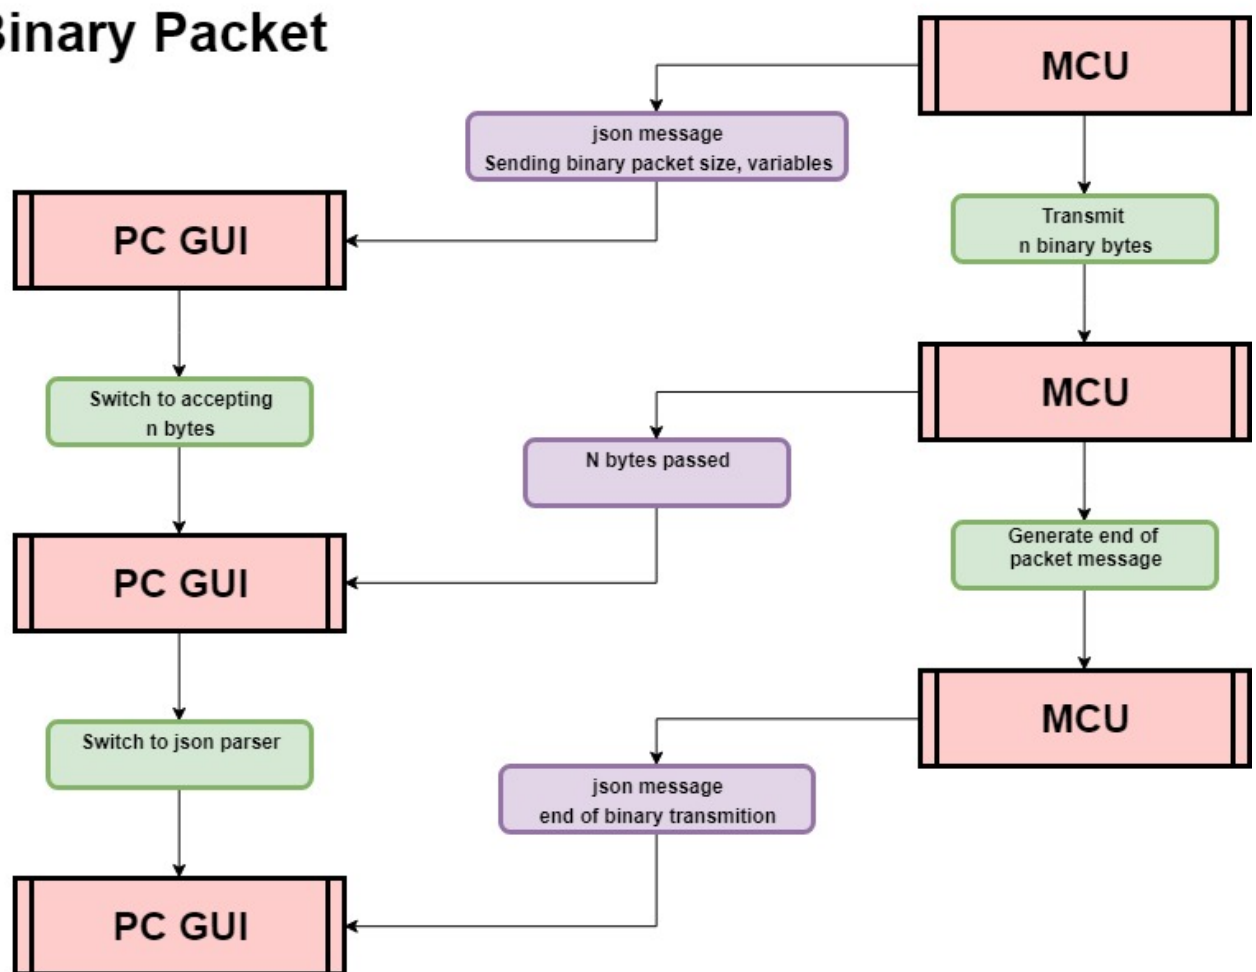 Binary Packet
MCU
json message
Sending binary packet size, variables
Transmit
n binary bytes
PC GUI
MCU
Switch to accepting
n bytes
N bytes passed
Generate end of
packet message
PC GUI
MCU
Switch to json parser
json message
end of binary transmition
PC GUI